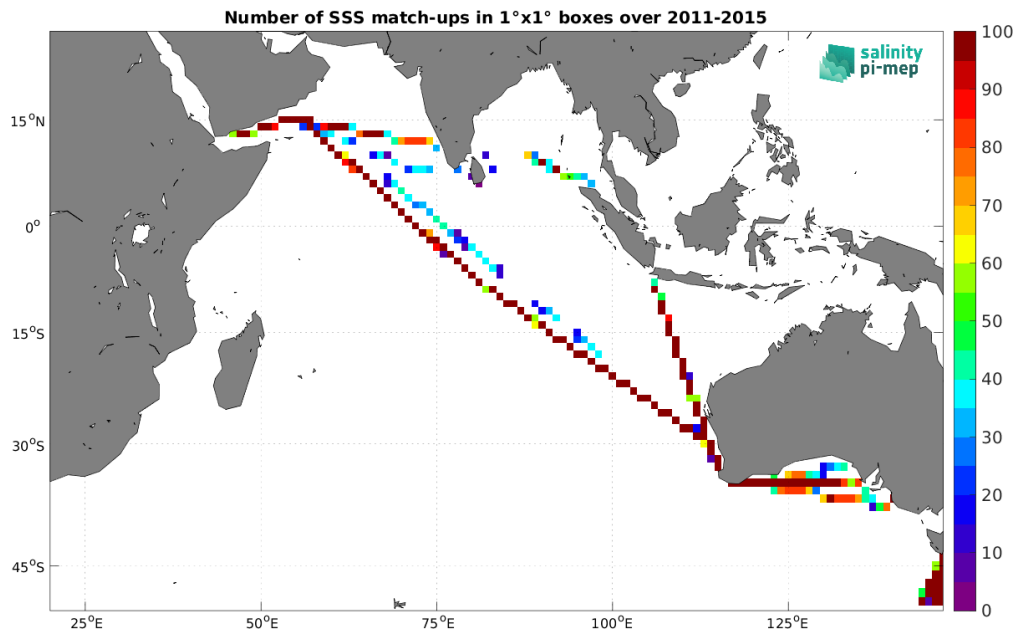 Number of SSS match-ups in 1°x1° boxes over 2011-2015
salinity
pi-mep
100
90
80
70
60
50
40
30
20
10
0
15°N
0°
15°S
30°S
45°S
25°E
50°E
75°E
100°E
125°E